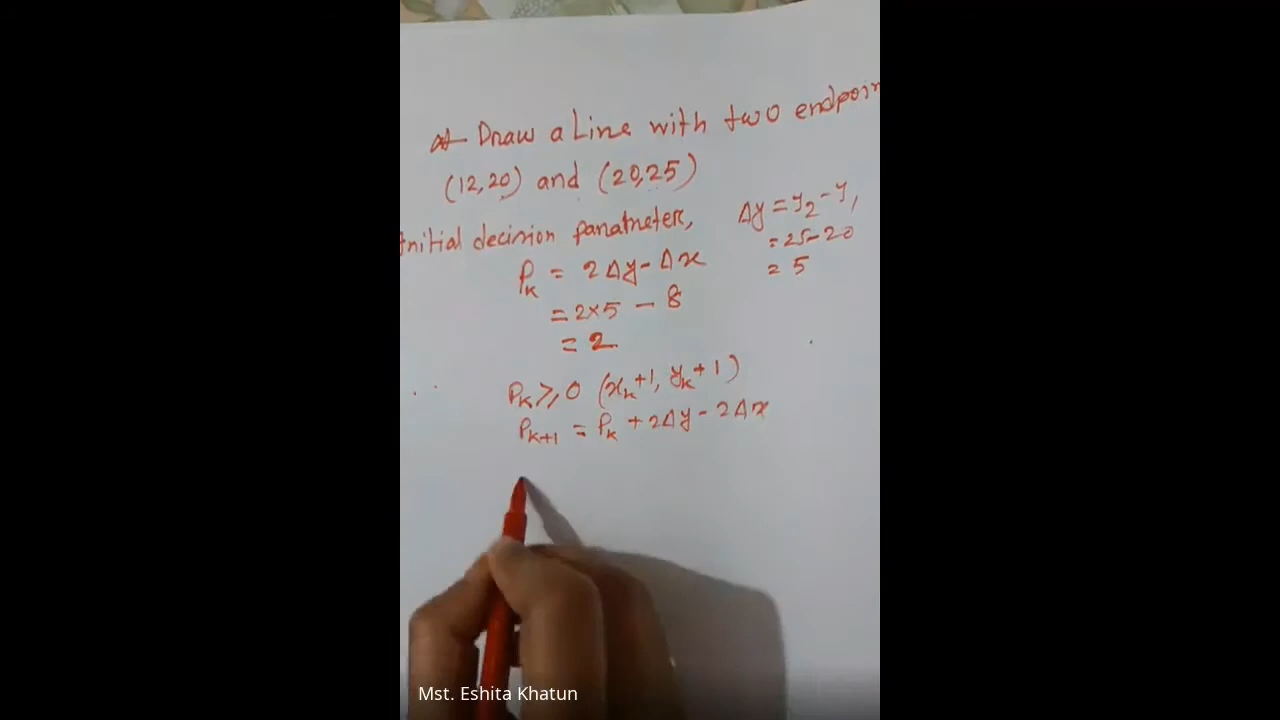 Draw a Line with two endpoin
(12,20) and (20,25)
Initial decision parameter,
Δy = y2 - y1
= 25 - 20
= 5
Pk = 2Δy - Δx
= 2×5 - 8
= 2
Pk ≥ 0 (xk+1, yk+1)
Pk+1 = Pk + 2Δy - 2Δx
Mst. Eshita Khatun